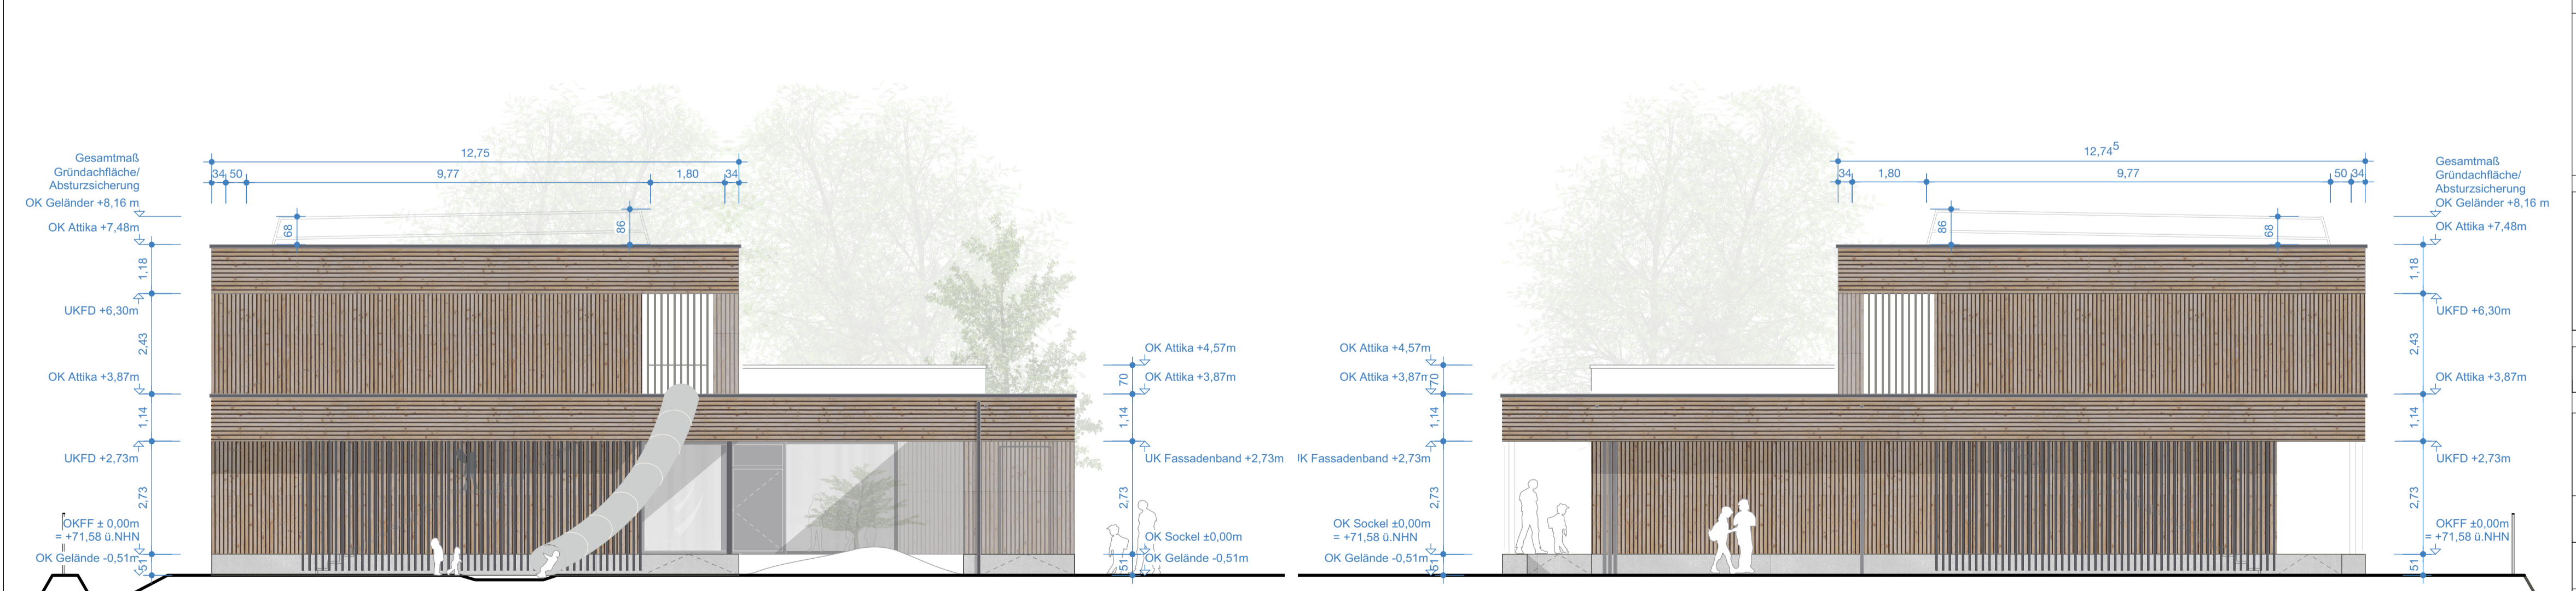 12,75
34 50 9,77 1,80 34
Gesamtmaß
Gründachfläche/
Absturzsicherung
OK Geländer +8,16 m
OK Attika +7,48m
UKFD +6,30m
OK Attika +3,87m
UKFD +2,73m
OKFF ± 0,00m
= +71,58 ü.NHN
OK Gelände -0,51m
1,18
2,43
1,14
2,73
51
68
86
OK Attika +4,57m
OK Attika +3,87m
UK Fassadenband +2,73m
OK Sockel ±0,00m
OK Gelände -0,51m
70
1,14
2,73
51
OK Attika +4,57m
OK Attika +3,87m
UK Fassadenband +2,73m
OK Sockel ±0,00m
= +71,58 ü.NHN
OK Gelände -0,51m
70
1,14
2,73
51
12,745
34 1,80 9,77 50 34
86
68
Gesamtmaß
Gründachfläche/
Absturzsicherung
OK Geländer +8,16 m
OK Attika +7,48m
UKFD +6,30m
OK Attika +3,87m
UKFD +2,73m
OKFF ±0,00m
= +71,58 ü.NHN
1,18
2,43
1,14
2,73
51